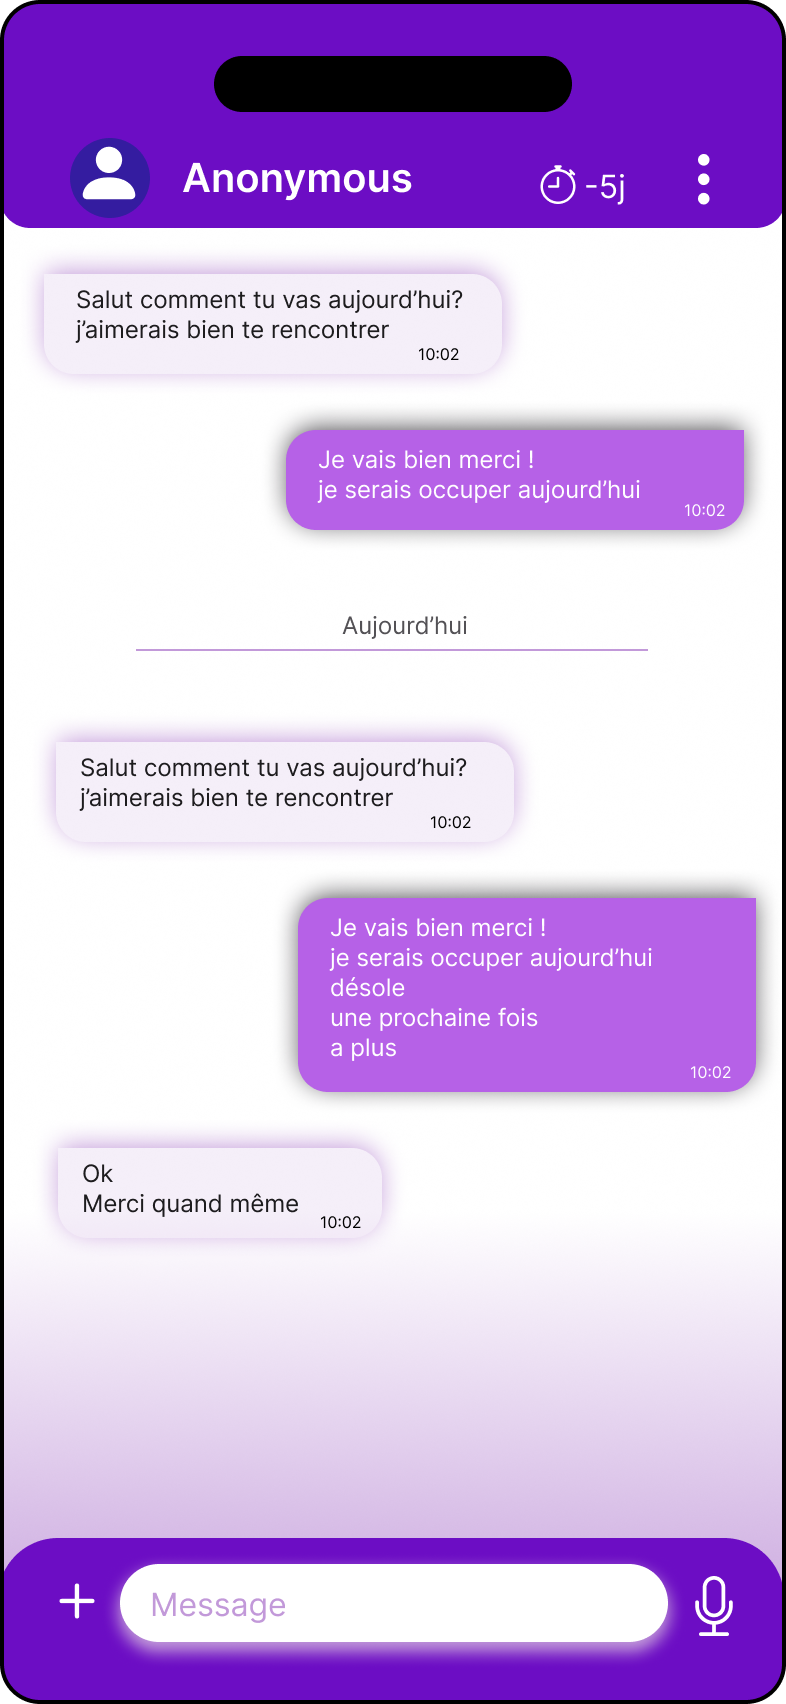 Anonymous
-5j
Salut comment tu vas aujourd’hui?
j’aimerais bien te rencontrer
10:02
Je vais bien merci !
je serais occuper aujourd’hui
10:02
Aujourd’hui
Salut comment tu vas aujourd’hui?
j’aimerais bien te rencontrer
10:02
Je vais bien merci !
je serais occuper aujourd’hui
désole
une prochaine fois
a plus
10:02
Ok
Merci quand même
10:02
Message